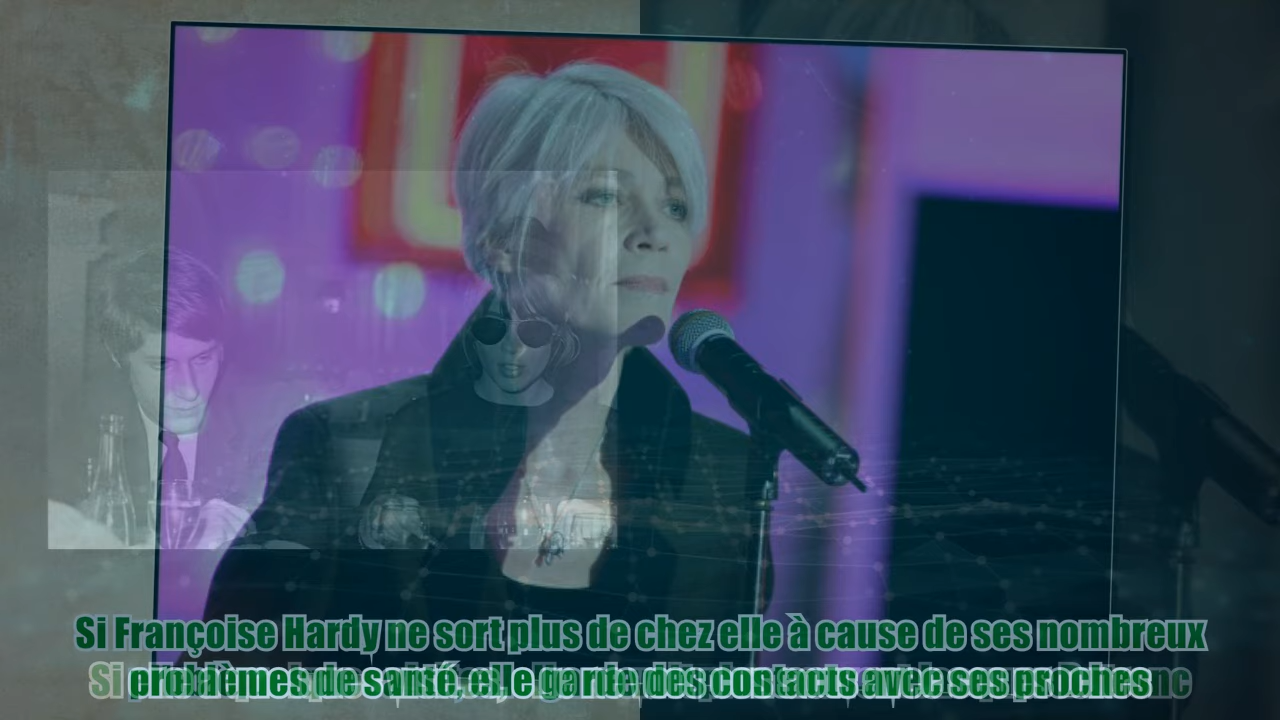 Si Françoise Hardy ne sort plus de chez elle à cause de ses nombreux
problèmes de santé, elle garde des contacts avec ses proches